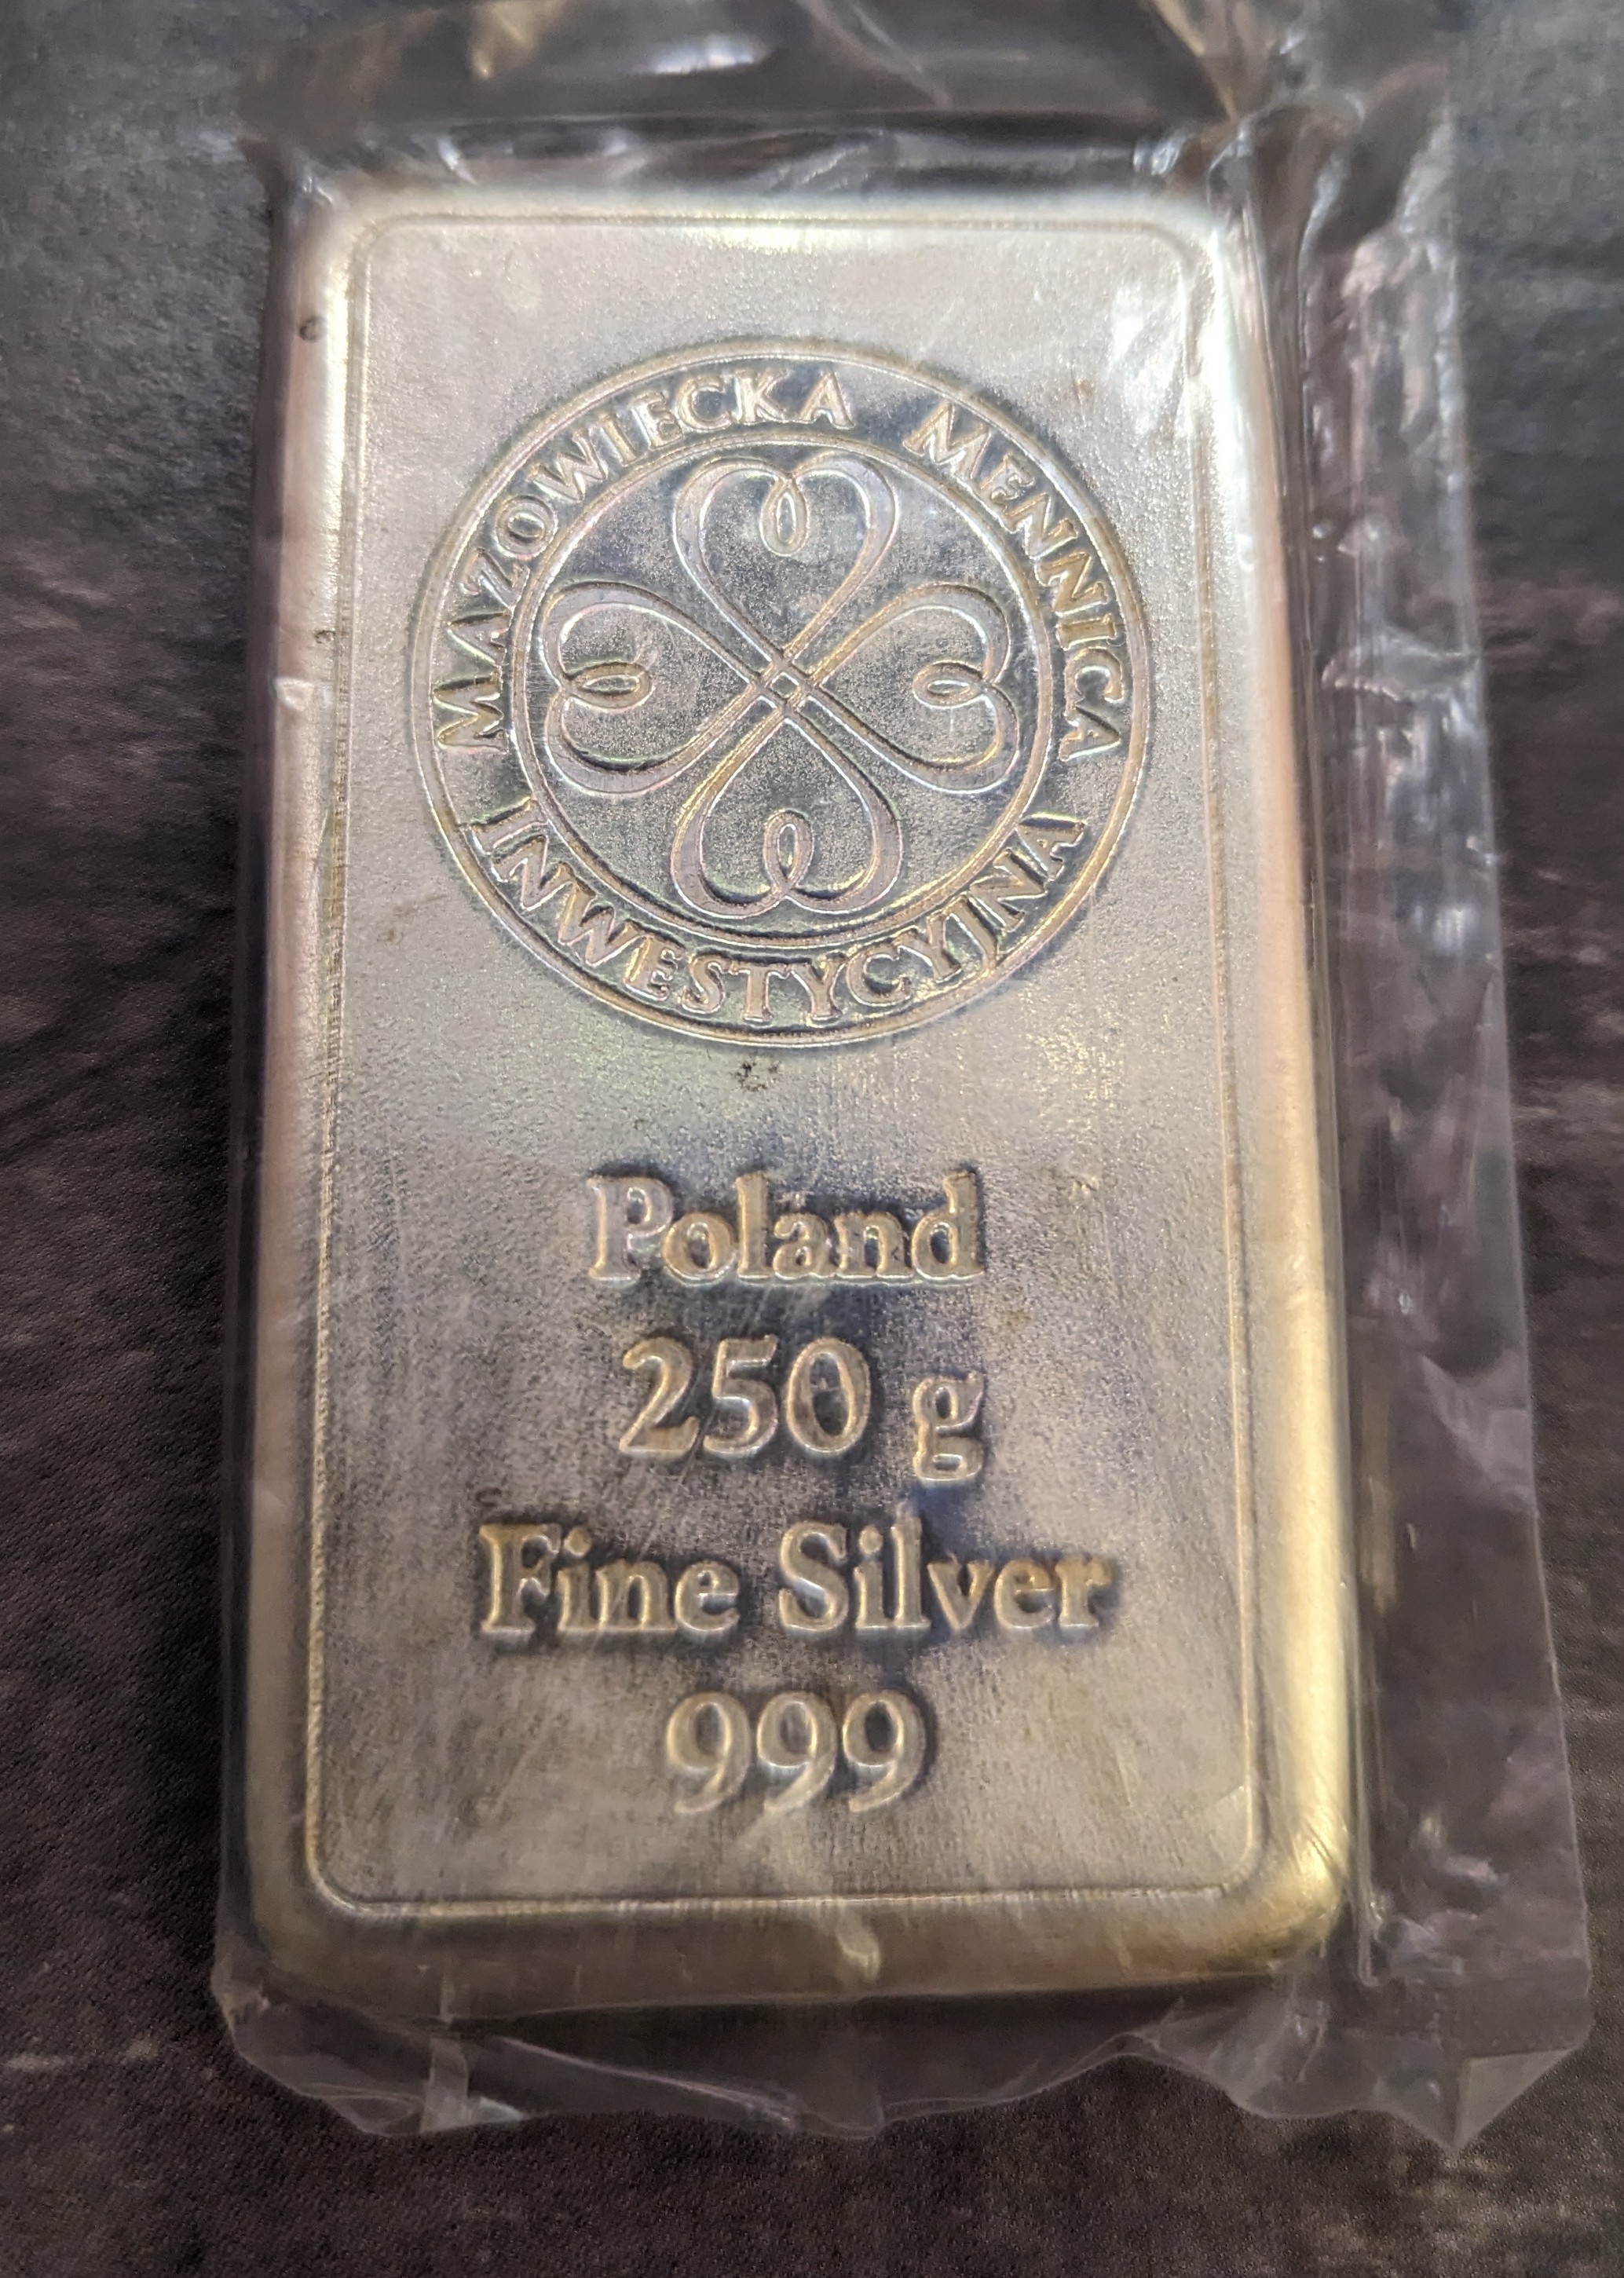 MAZOWIECKA MENNICA
INWESTYCYJNA
Poland
250 g
Fine Silver
999